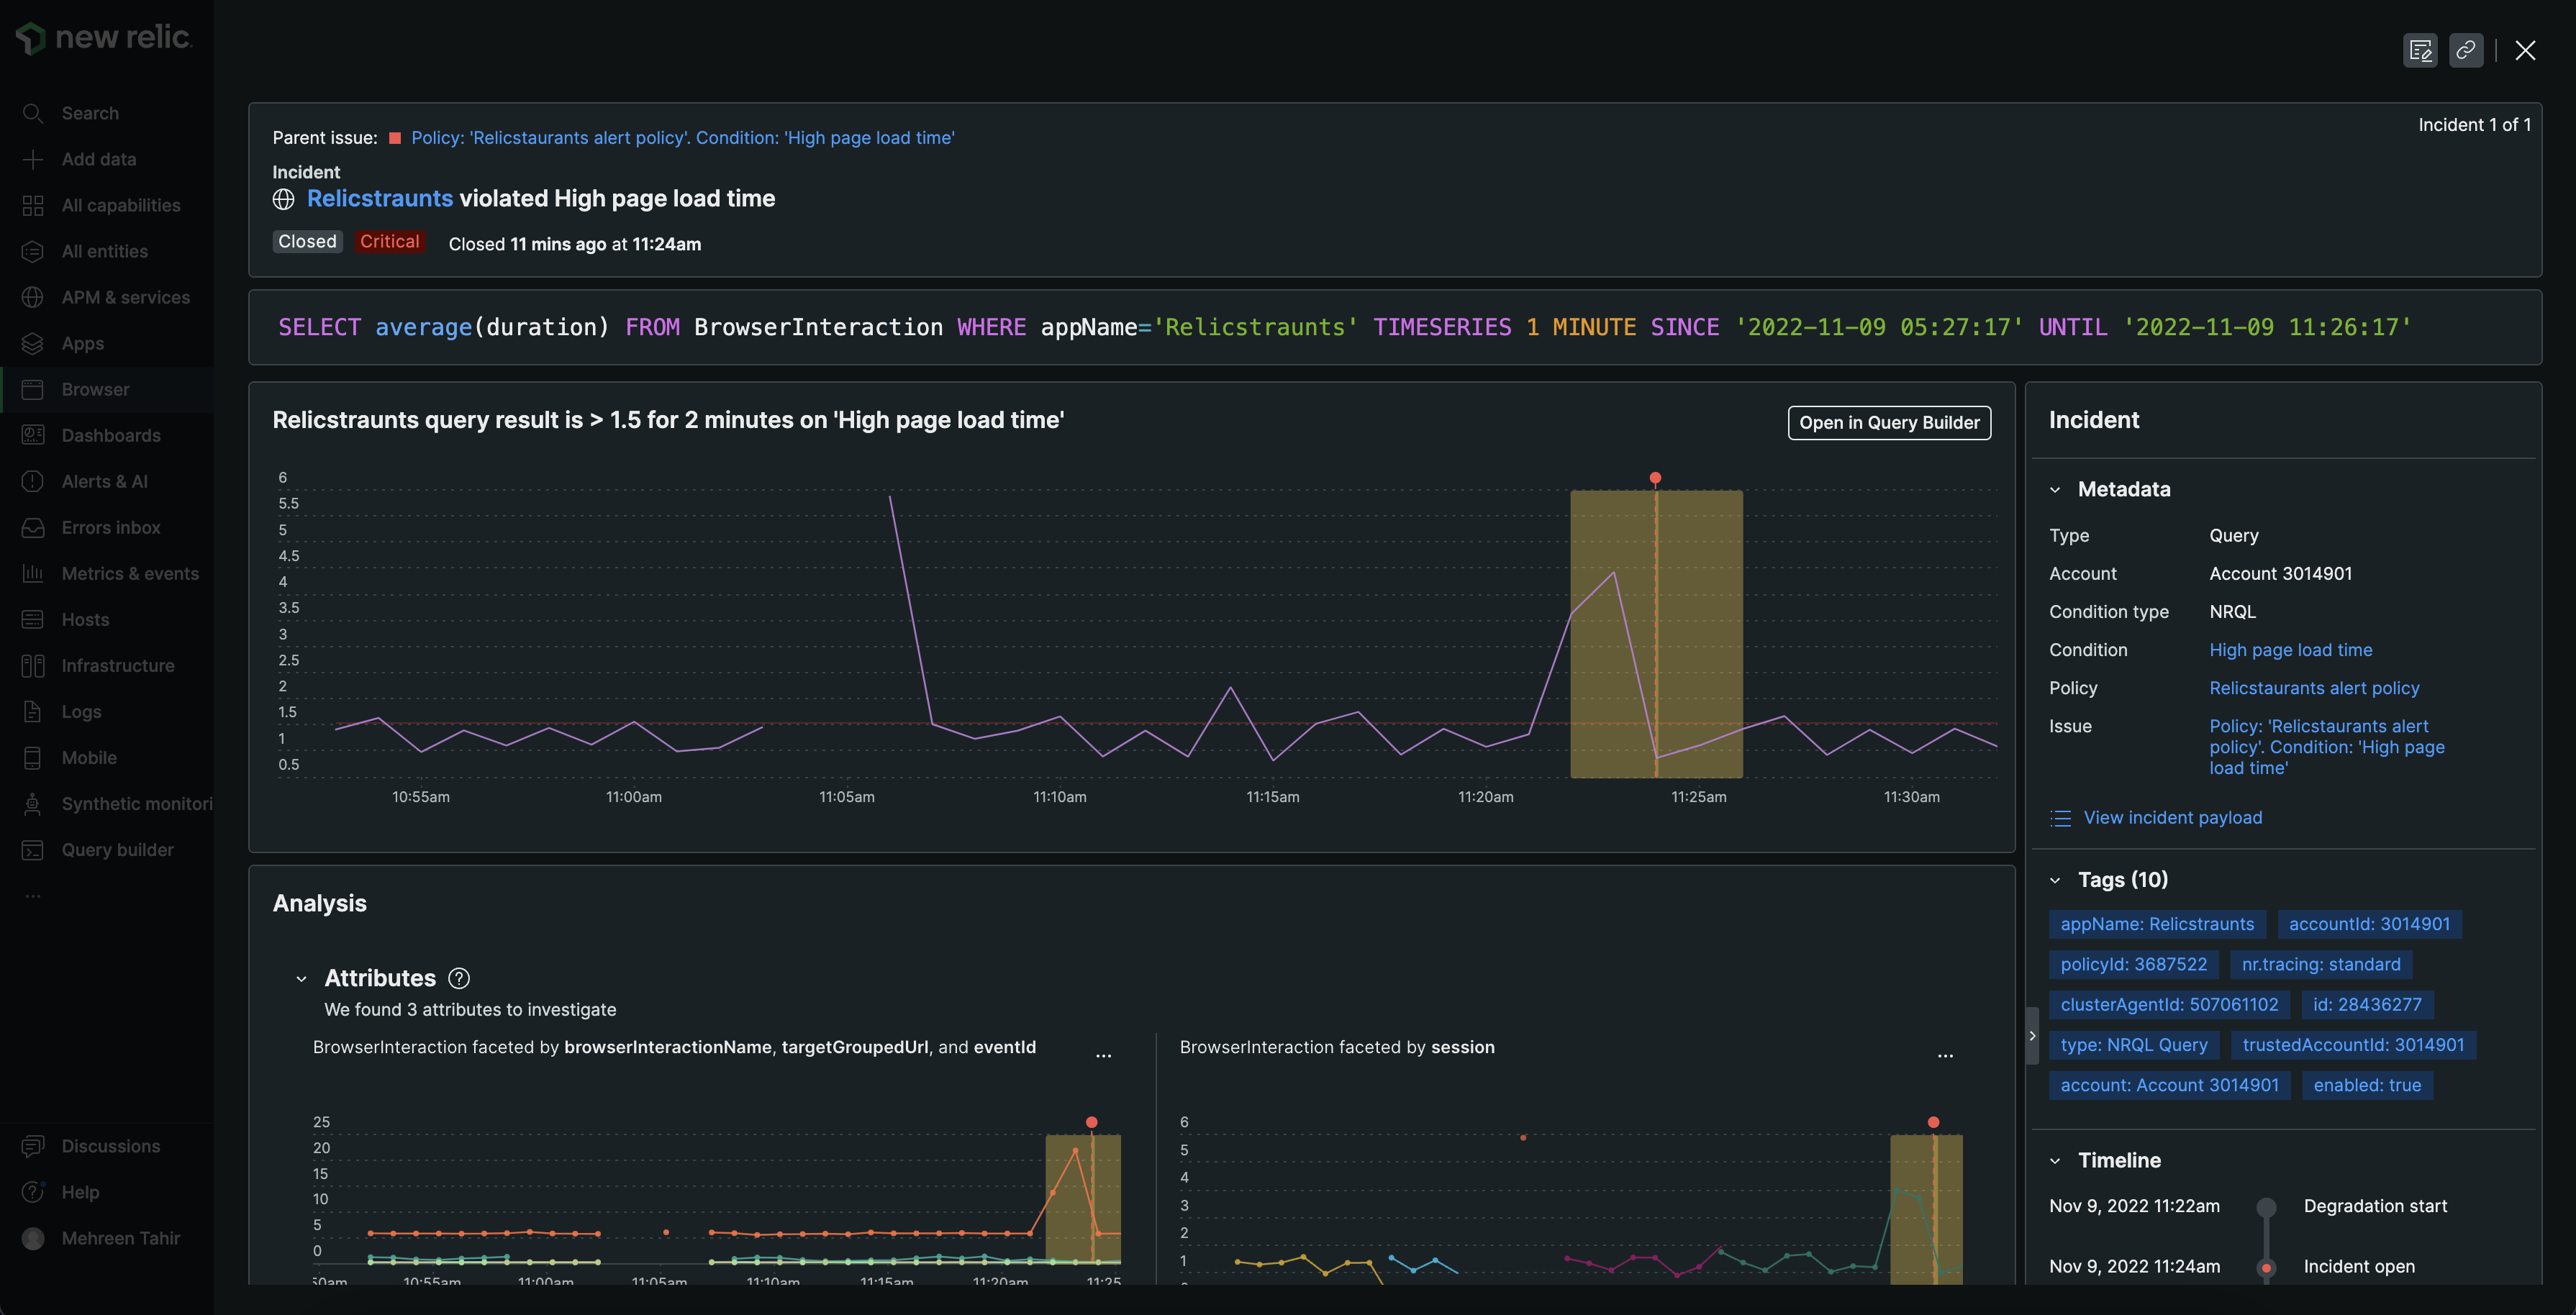 new relic.
Search
Add data
All capabilities
All entities
APM & services
Apps
Browser
Dashboards
Alerts & AI
Errors inbox
Metrics & events
Hosts
Infrastructure
Logs
Mobile
Synthetic monitori
Query builder
...
Discussions
Help
Mehreen Tahir
Parent issue: Policy: 'Relicstaurants alert policy'. Condition: 'High page load time'
Incident 1 of 1
Incident
Relicstraunts violated High page load time
Closed Critical Closed 11 mins ago at 11:24am
SELECT average(duration) FROM BrowserInteraction WHERE appName='Relicstraunts' TIMESERIES 1 MINUTE SINCE '2022-11-09 05:27:17' UNTIL '2022-11-09 11:26:17'
Relicstraunts query result is > 1.5 for 2 minutes on 'High page load time'
Open in Query Builder
6
5.5
5
4.5
4
3.5
3
2.5
2
1.5
1
0.5
10:55am 11:00am 11:05am 11:10am 11:15am 11:20am 11:25am 11:30am
Analysis
Attributes ?
We found 3 attributes to investigate
BrowserInteraction faceted by browserInteractionName, targetGroupedUrl, and eventId ...
25
20
15
10
5
0
50am 10:55am 11:00am 11:05am 11:10am 11:15am 11:20am 11:25
BrowserInteraction faceted by session ...
6
5
4
3
2
1
Incident
Metadata
Type Query
Account Account 3014901
Condition type NRQL
Condition High page load time
Policy Relicstaurants alert policy
Issue Policy: 'Relicstaurants alert
policy'. Condition: 'High page
load time'
View incident payload
Tags (10)
appName: Relicstraunts accountId: 3014901
policyId: 3687522 nr.tracing: standard
clusterAgentId: 507061102 id: 28436277
type: NRQL Query trustedAccountId: 3014901
account: Account 3014901 enabled: true
Timeline
Nov 9, 2022 11:22am Degradation start
Nov 9, 2022 11:24am Incident open